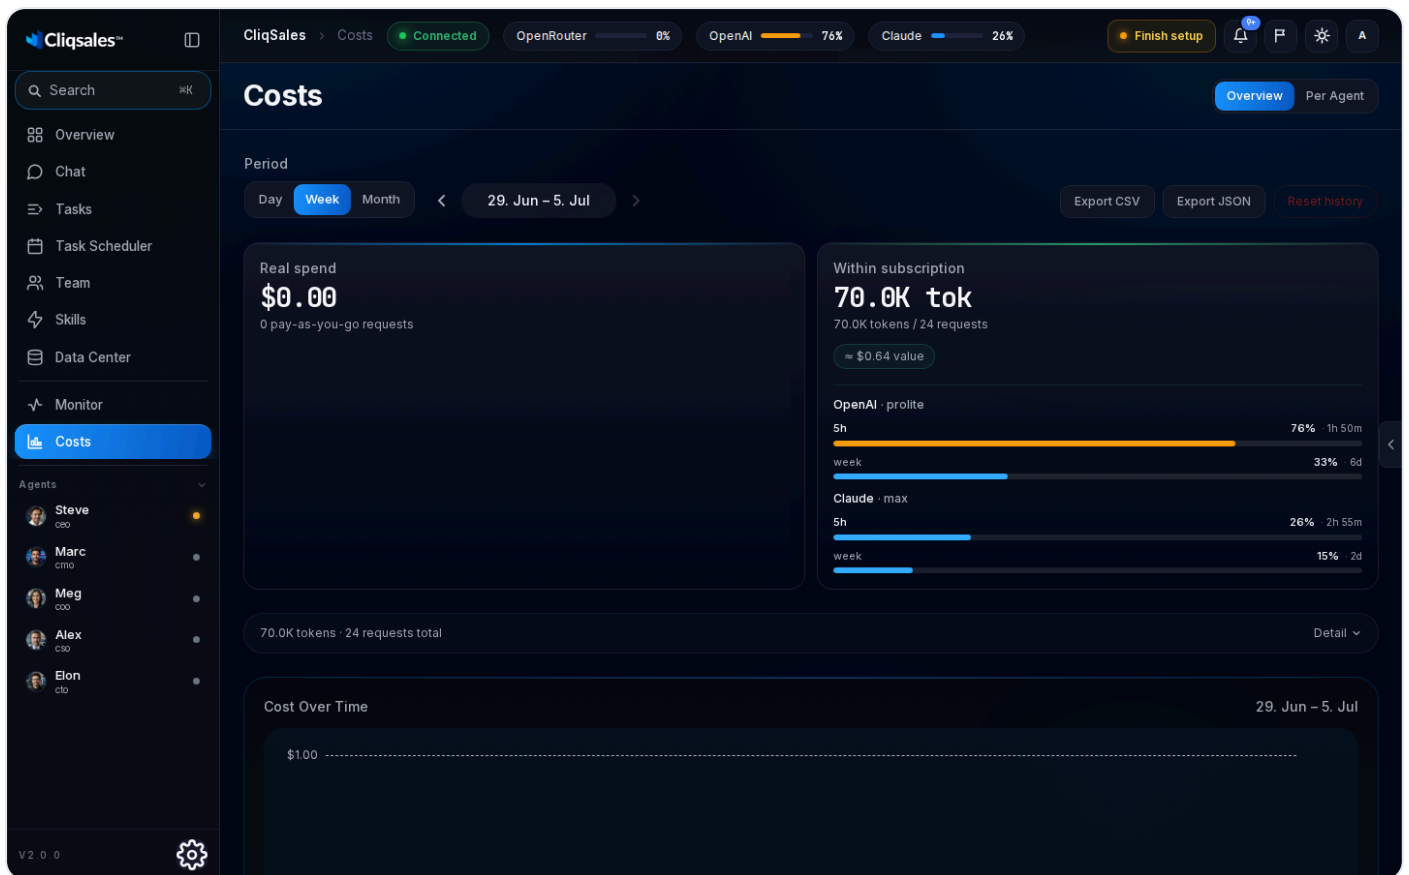 Cliqsales™
CliqSales › Costs
Connected
OpenRouter 0%
OpenAI 76%
Claude 26%
Finish setup
9+
A
Search ⌘K
Overview
Chat
Tasks
Task Scheduler
Team
Skills
Data Center
Monitor
Costs
Agents
Steve
ceo
Marc
cmo
Meg
coo
Alex
cso
Elon
cto
V2.0.0
Costs
Overview Per Agent
Period
Day Week Month
29. Jun – 5. Jul
Export CSV Export JSON Reset history
Real spend
$0.00
0 pay-as-you-go requests
Within subscription
70.0K tok
70.0K tokens / 24 requests
≈ $0.64 value
OpenAI · prolite
5h 76% · 1h 50m
week 33% · 6d
Claude · max
5h 26% · 2h 55m
week 15% · 2d
70.0K tokens · 24 requests total Detail
Cost Over Time 29. Jun – 5. Jul
$1.00